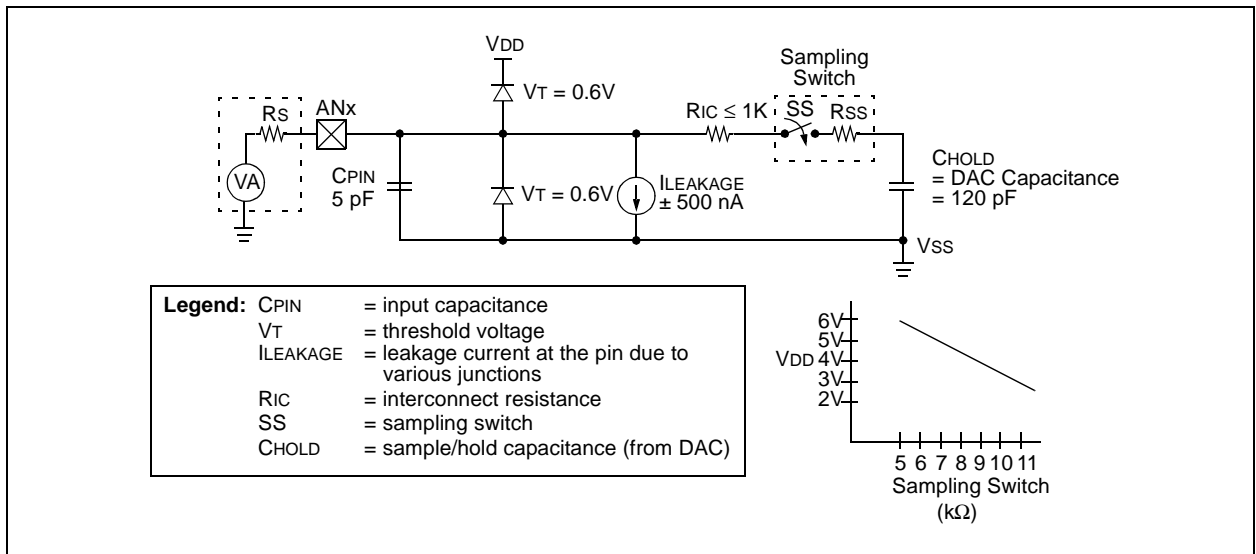 VDD
Sampling
Switch
VT = 0.6V
RS
ANx
RIC ≤ 1K
SS
RSS
VA
CPIN
5 pF
VT = 0.6V
ILEAKAGE
± 500 nA
CHOLD
= DAC Capacitance
= 120 pF
VSS
Legend: CPIN = input capacitance
VT = threshold voltage
ILEAKAGE = leakage current at the pin due to
various junctions
RIC = interconnect resistance
SS = sampling switch
CHOLD = sample/hold capacitance (from DAC)
6V
5V
VDD 4V
3V
2V
5 6 7 8 9 10 11
Sampling Switch
(kΩ)